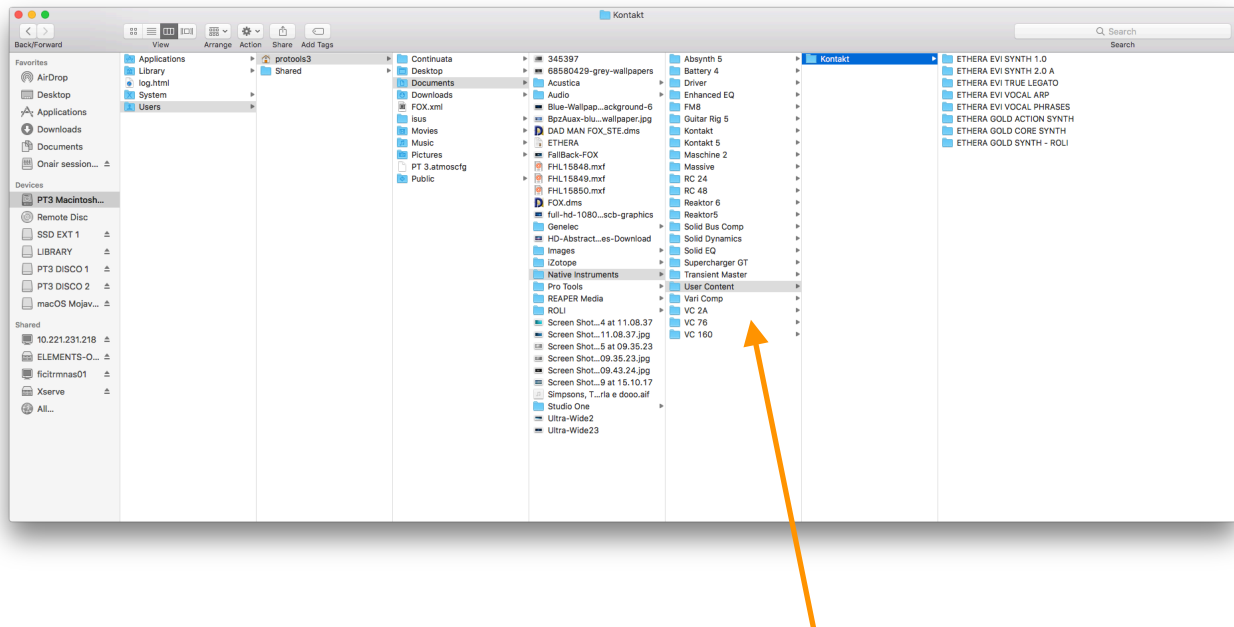 Kontakt
Search
Back/Forward
View
Arrange
Action
Share
Add Tags
Search
Favorites
AirDrop
Desktop
Applications
Downloads
Documents
Onair session...
Devices
PT3 Macintosh...
Remote Disc
SSD EXT 1
LIBRARY
PT3 DISCO 1
PT3 DISCO 2
macOS Mojav...
Shared
10.221.231.218
ELEMENTS-O...
ficitrmnas01
Xserve
All...
Applications
Library
log.html
System
Users
protools3
Shared
Continuata
Desktop
Documents
Downloads
FOX.xml
isus
Movies
Music
Pictures
PT 3.atmoscfg
Public
345397
68580429-grey-wallpapers
Acustica
Audio
Blue-Wallpap...ackground-6
BpzAuax-blu...wallpaper.jpg
DAD MAN FOX_STE.dms
ETHERA
FallBack-FOX
FHL15848.mxf
FHL15849.mxf
FHL15850.mxf
FOX.dms
full-hd-1080...scb-graphics
Genelec
HD-Abstract...es-Download
Images
iZotope
Native Instruments
Pro Tools
REAPER Media
ROLI
Screen Shot...4 at 11.08.37
Screen Shot...11.08.37.jpg
Screen Shot...5 at 09.35.23
Screen Shot...09.35.23.jpg
Screen Shot...09.43.24.jpg
Screen Shot...9 at 15.10.17
Simpsons, T...rla e dooo.aif
Studio One
Ultra-Wide2
Ultra-Wide23
Absynth 5
Battery 4
Driver
Enhanced EQ
FM8
Guitar Rig 5
Kontakt
Kontakt 5
Maschine 2
Massive
RC 24
RC 48
Reaktor 6
Reaktor5
Solid Bus Comp
Solid Dynamics
Solid EQ
Supercharger GT
Transient Master
User Content
Vari Comp
VC 2A
VC 76
VC 160
Kontakt
ETHERA EVI SYNTH 1.0
ETHERA EVI SYNTH 2.0 A
ETHERA EVI TRUE LEGATO
ETHERA EVI VOCAL ARP
ETHERA EVI VOCAL PHRASES
ETHERA GOLD ACTION SYNTH
ETHERA GOLD CORE SYNTH
ETHERA GOLD SYNTH - ROLI